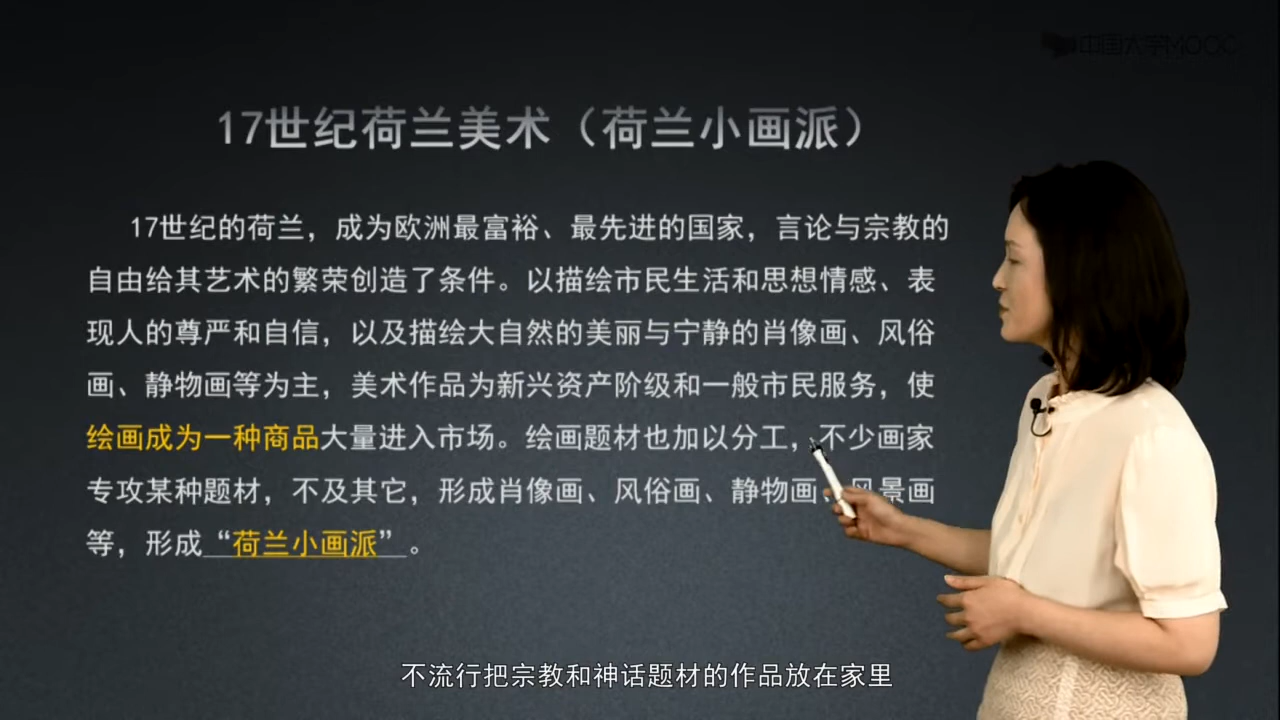 中国大学MOOC
17世纪荷兰美术（荷兰小画派）
17世纪的荷兰，成为欧洲最富裕、最先进的国家，言论与宗教的
自由给其艺术的繁荣创造了条件。以描绘市民生活和思想情感、表
现人的尊严和自信，以及描绘大自然的美丽与宁静的肖像画、风俗
画、静物画等为主，美术作品为新兴资产阶级和一般市民服务，使
绘画成为一种商品大量进入市场。绘画题材也加以分工，不少画家
专攻某种题材，不及其它，形成肖像画、风俗画、静物画、风景画
等，形成“荷兰小画派”。
不流行把宗教和神话题材的作品放在家里